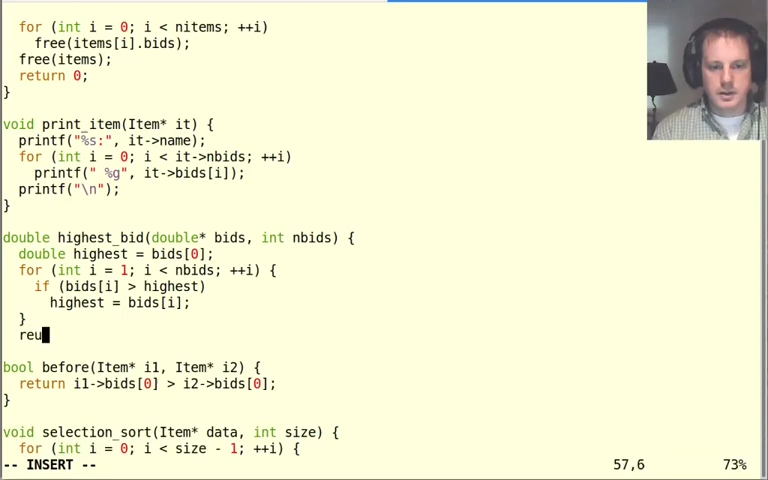 for (int i = 0; i < nitems; ++i)
free(items[i].bids);
free(items);
return 0;
}
void print_item(Item* it) {
printf("%s:", it->name);
for (int i = 0; i < it->nbids; ++i)
printf(" %g", it->bids[i]);
printf("\n");
}
double highest_bid(double* bids, int nbids) {
double highest = bids[0];
for (int i = 1; i < nbids; ++i) {
if (bids[i] > highest)
highest = bids[i];
}
reu
bool before(Item* i1, Item* i2) {
return i1->bids[0] > i2->bids[0];
}
void selection_sort(Item* data, int size) {
for (int i = 0; i < size - 1; ++i) {
-- INSERT -- 57,6 73%